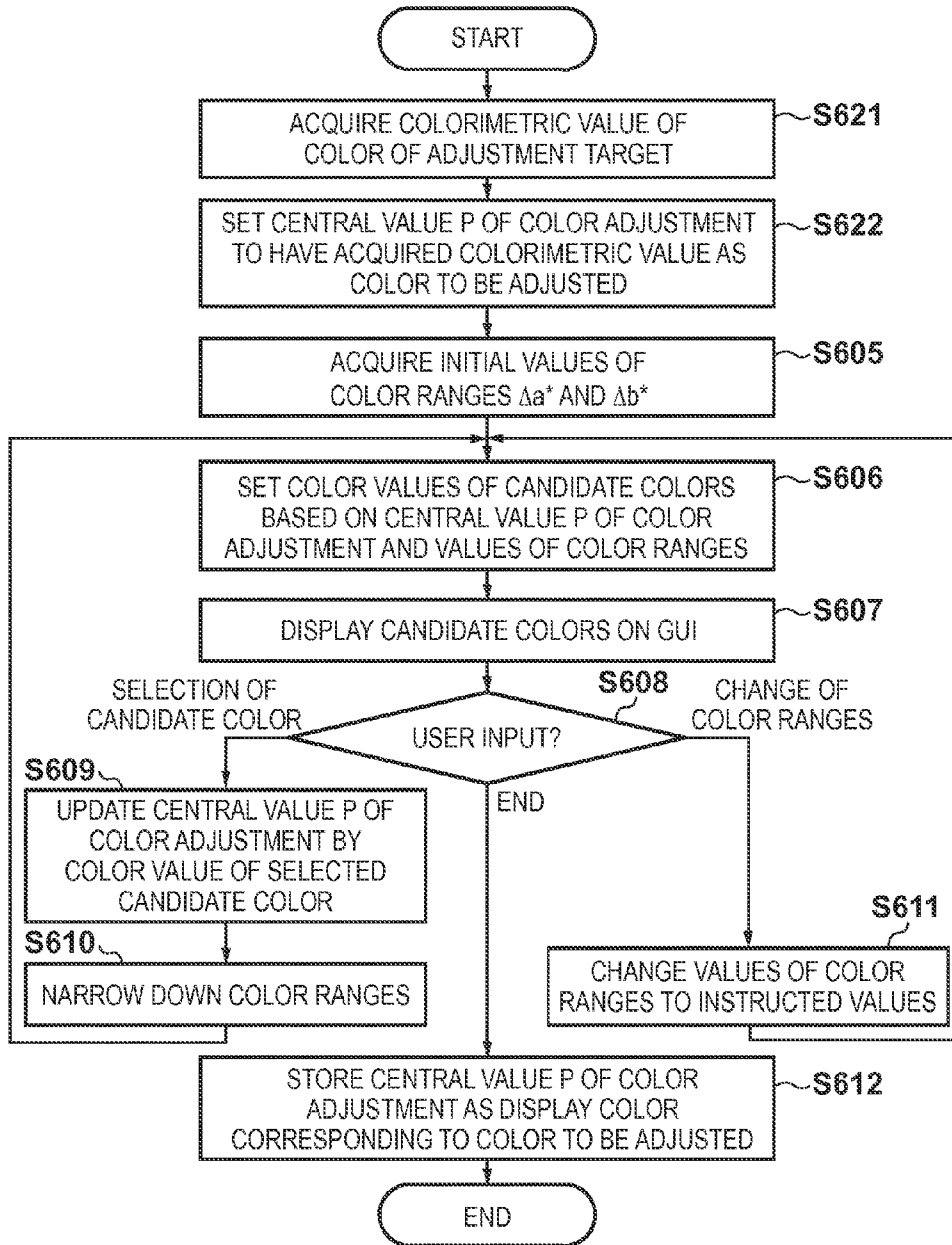 START
ACQUIRE COLORIMETRIC VALUE OF
COLOR OF ADJUSTMENT TARGET
S621
SET CENTRAL VALUE P OF COLOR ADJUSTMENT
TO HAVE ACQUIRED COLORIMETRIC VALUE AS
COLOR TO BE ADJUSTED
S622
ACQUIRE INITIAL VALUES OF
COLOR RANGES Δa* AND Δb*
S605
SET COLOR VALUES OF CANDIDATE COLORS
BASED ON CENTRAL VALUE P OF COLOR
ADJUSTMENT AND VALUES OF COLOR RANGES
S606
DISPLAY CANDIDATE COLORS ON GUI
S607
SELECTION OF
CANDIDATE COLOR
S608
USER INPUT?
CHANGE OF
COLOR RANGES
END
S609
UPDATE CENTRAL VALUE P OF
COLOR ADJUSTMENT BY
COLOR VALUE OF SELECTED
CANDIDATE COLOR
S610
NARROW DOWN COLOR RANGES
S611
CHANGE VALUES OF COLOR
RANGES TO INSTRUCTED VALUES
STORE CENTRAL VALUE P OF COLOR
ADJUSTMENT AS DISPLAY COLOR
CORRESPONDING TO COLOR TO BE ADJUSTED
S612
END